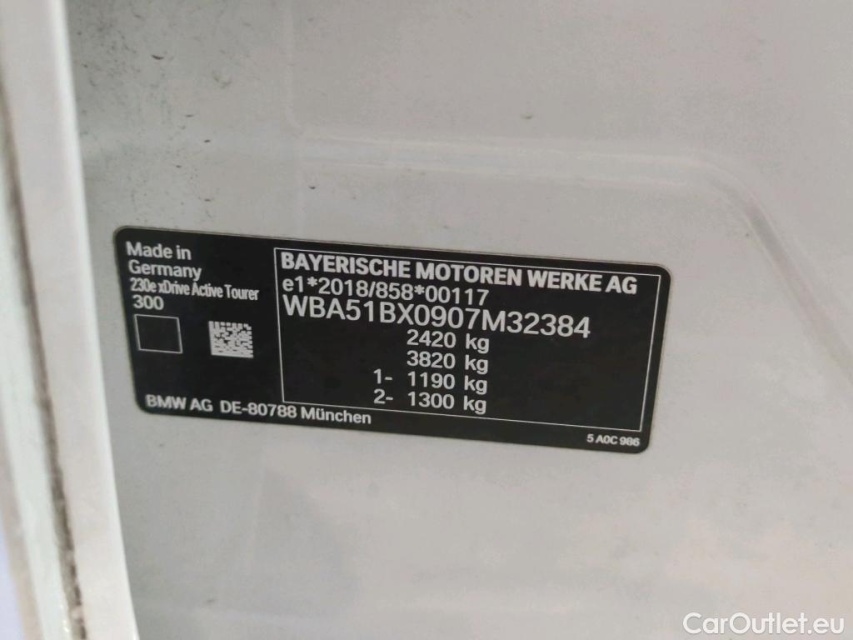 Made in
Germany
230e xDrive Active Tourer
300
BMW AG DE-80788 München
BAYERISCHE MOTOREN WERKE AG
e1*2018/858*00117
WBA51BX0907M32384
2420 kg
3820 kg
1- 1190 kg
2- 1300 kg
5 A0C 986
CarOutlet.eu